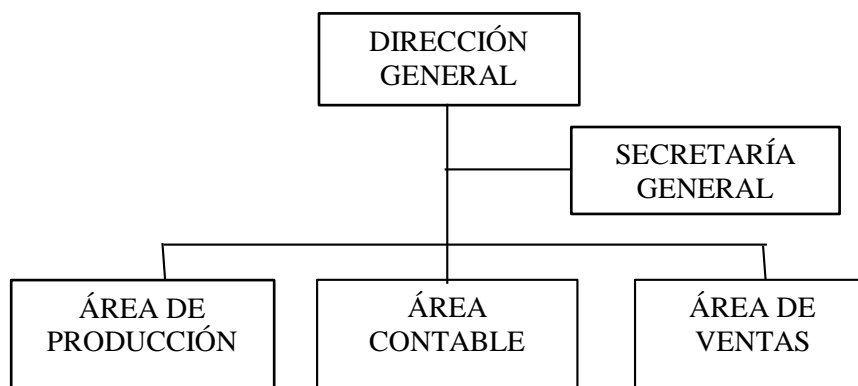 DIRECCIÓN
GENERAL
SECRETARÍA
GENERAL
ÁREA DE
PRODUCCIÓN
ÁREA
CONTABLE
ÁREA DE
VENTAS